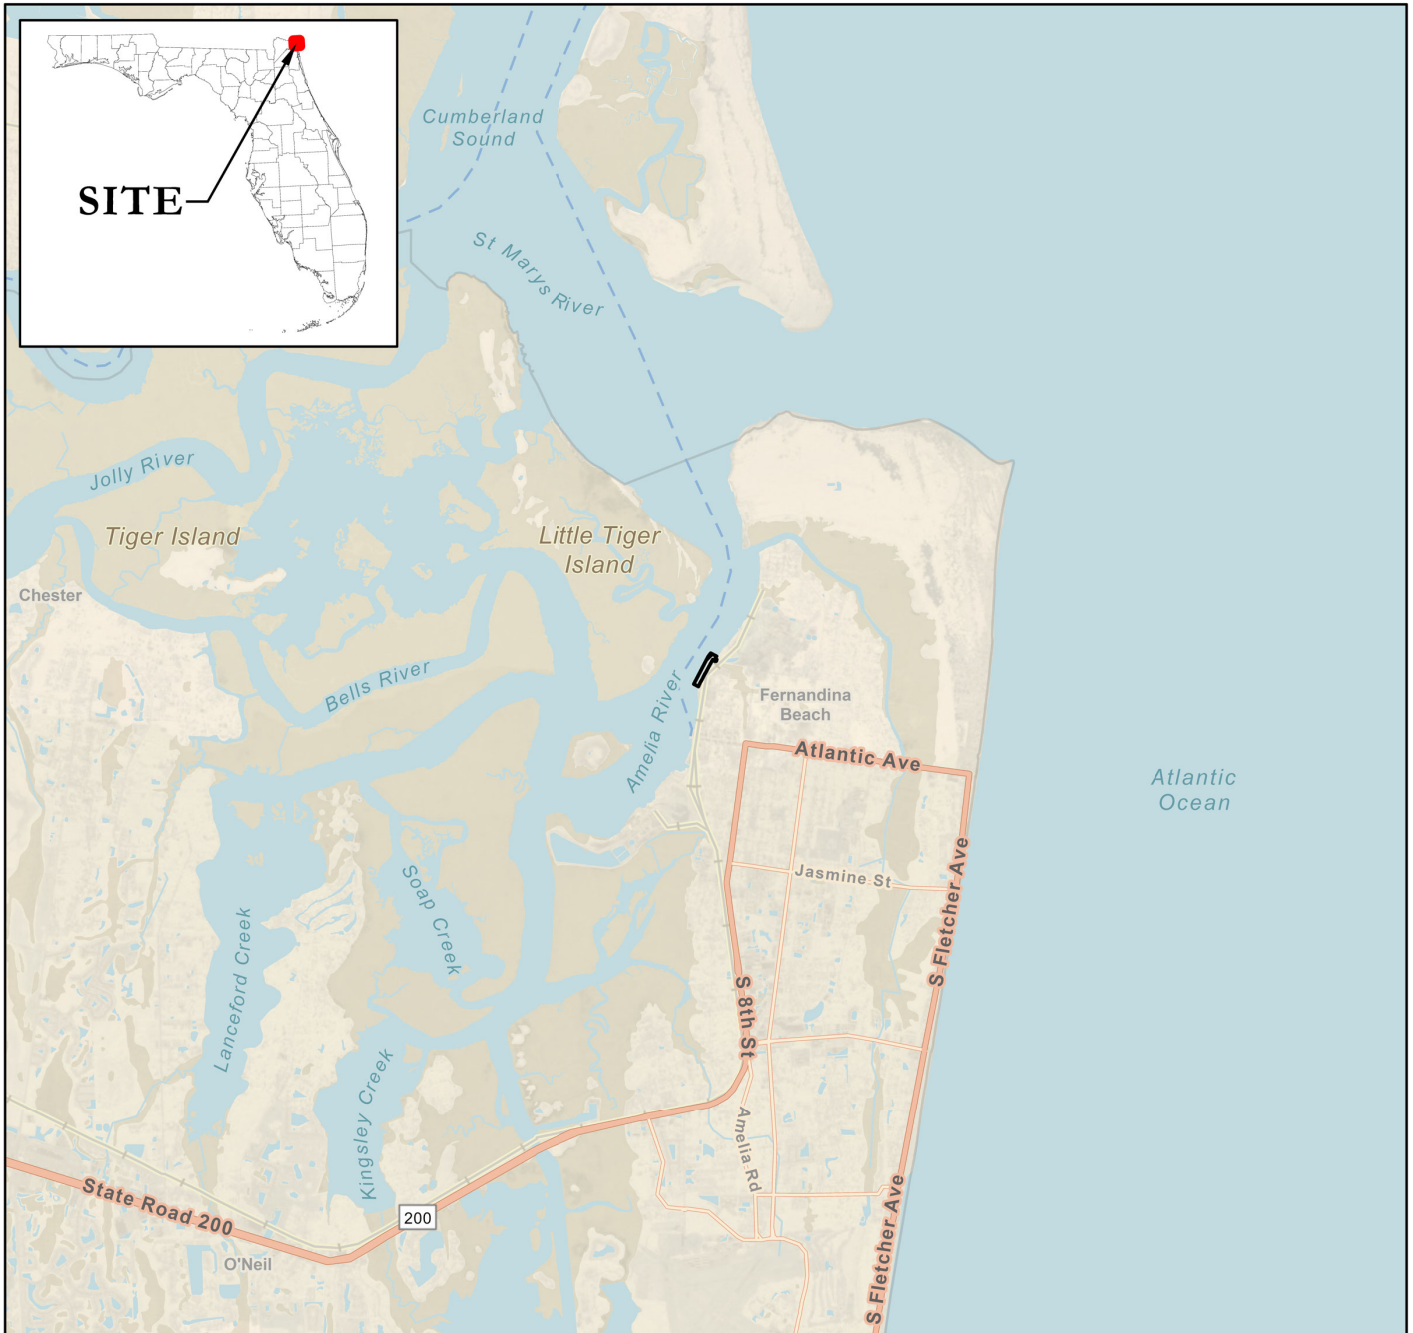 SITE
Cumberland
Sound
St Marys River
Jolly River
Tiger Island
Little Tiger
Island
Chester
Bells River
Amelia River
Fernandina
Beach
Atlantic Ave
Atlantic
Ocean
Jasmine St
S Fletcher Ave
Soap Creek
Lanceford Creek
S 8th St
Kingsley Creek
Amelia Rd
State Road 200
200
S Fletcher Ave
O'Neil